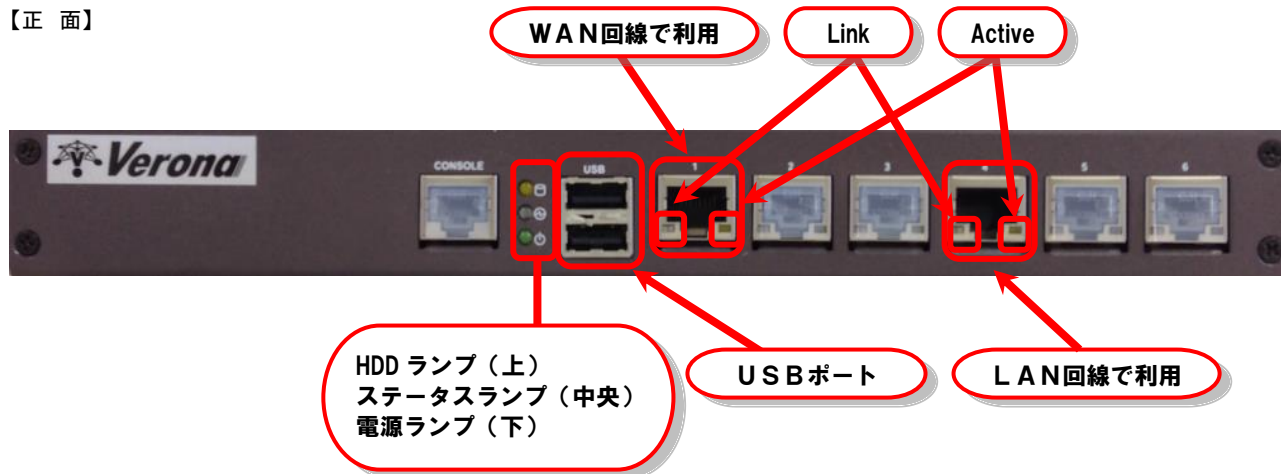 【正 面】
WAN回線で利用
Link
Active
Verona
CONSOLE
USB
1
2
3
4
5
6
HDD ランプ（上）
ステータスランプ（中央）
電源ランプ（下）
USBポート
LAN回線で利用